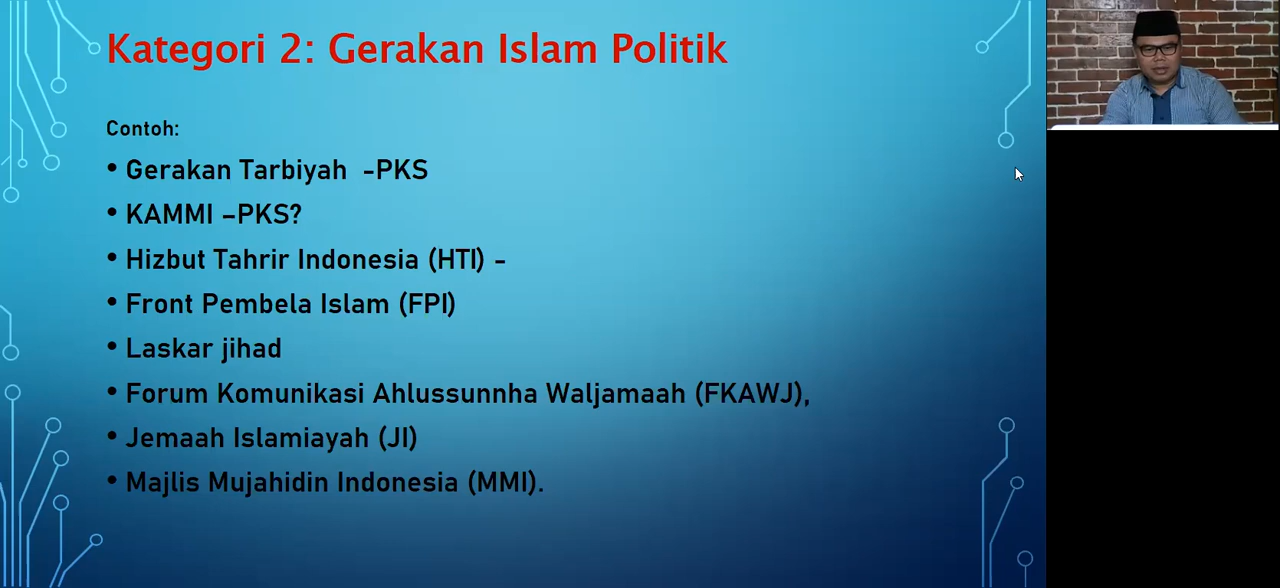 Kategori 2: Gerakan Islam Politik
Contoh:
• Gerakan Tarbiyah -PKS
• KAMMI –PKS?
• Hizbut Tahrir Indonesia (HTI) -
• Front Pembela Islam (FPI)
• Laskar jihad
• Forum Komunikasi Ahlussunnha Waljamaah (FKAWJ),
• Jemaah Islamiayah (JI)
• Majlis Mujahidin Indonesia (MMI).